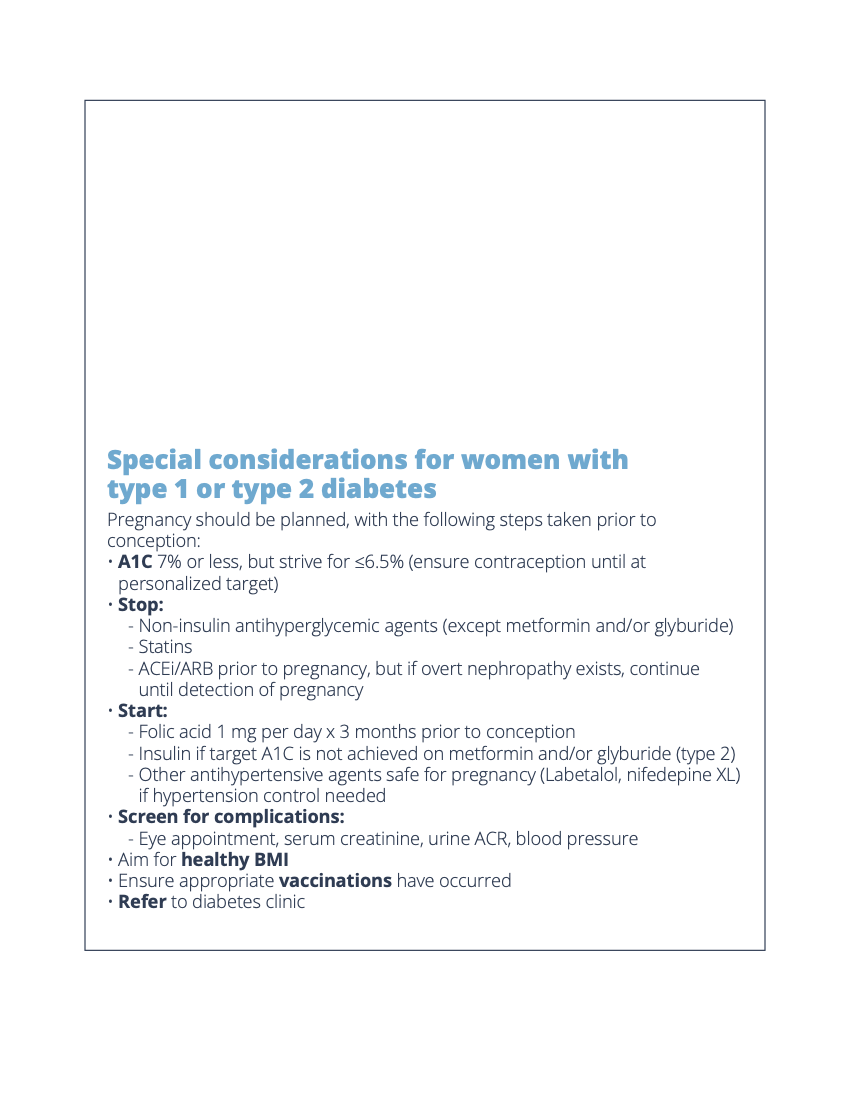 Special considerations for women with
type 1 or type 2 diabetes
Pregnancy should be planned, with the following steps taken prior to
conception:
• A1C 7% or less, but strive for ≤6.5% (ensure contraception until at
personalized target)
• Stop:
- Non-insulin antihyperglycemic agents (except metformin and/or glyburide)
- Statins
- ACEi/ARB prior to pregnancy, but if overt nephropathy exists, continue
until detection of pregnancy
• Start:
- Folic acid 1 mg per day x 3 months prior to conception
- Insulin if target A1C is not achieved on metformin and/or glyburide (type 2)
- Other antihypertensive agents safe for pregnancy (Labetalol, nifedepine XL)
if hypertension control needed
• Screen for complications:
- Eye appointment, serum creatinine, urine ACR, blood pressure
• Aim for healthy BMI
• Ensure appropriate vaccinations have occurred
• Refer to diabetes clinic